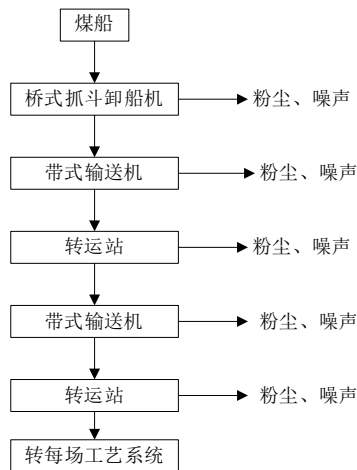 煤船
桥式抓斗卸船机 粉尘、噪声
带式输送机 粉尘、噪声
转运站 粉尘、噪声
带式输送机 粉尘、噪声
转运站 粉尘、噪声
转每场工艺系统